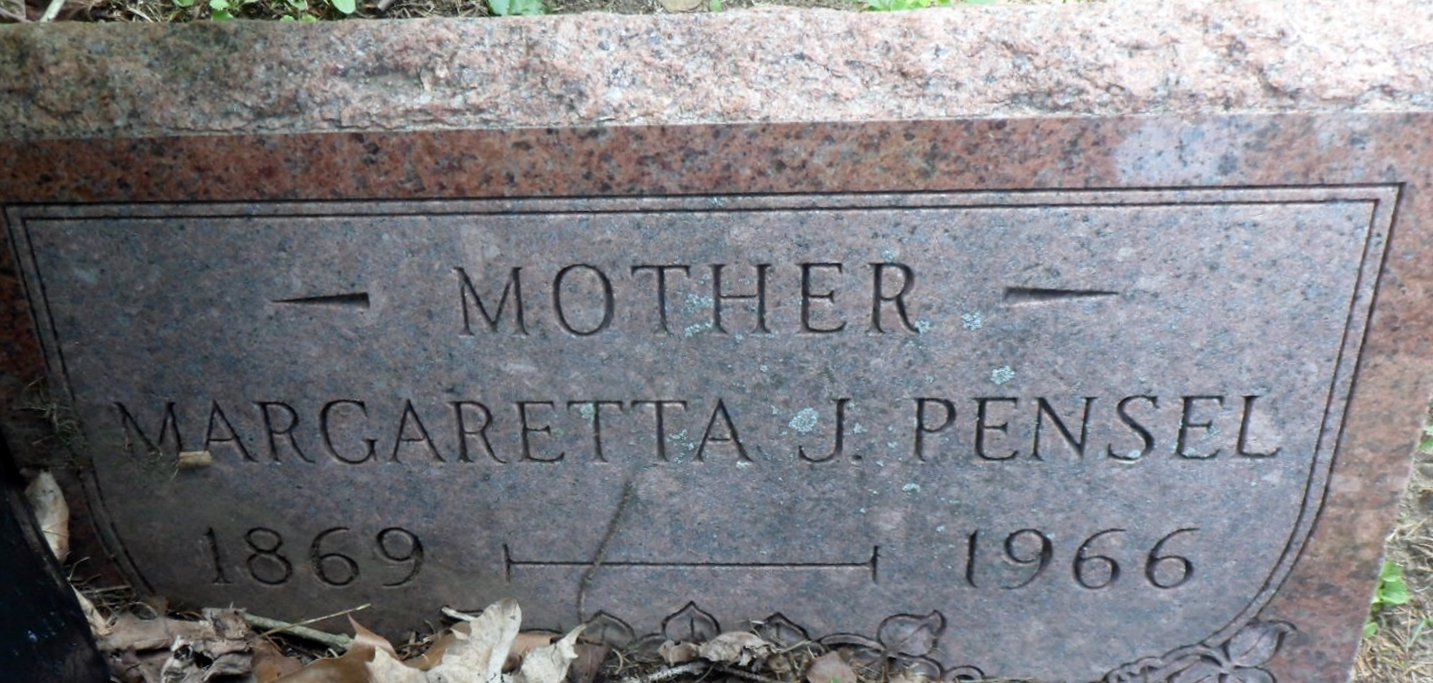 MOTHER
MARGARETTA J. PENSEL
1869 1966